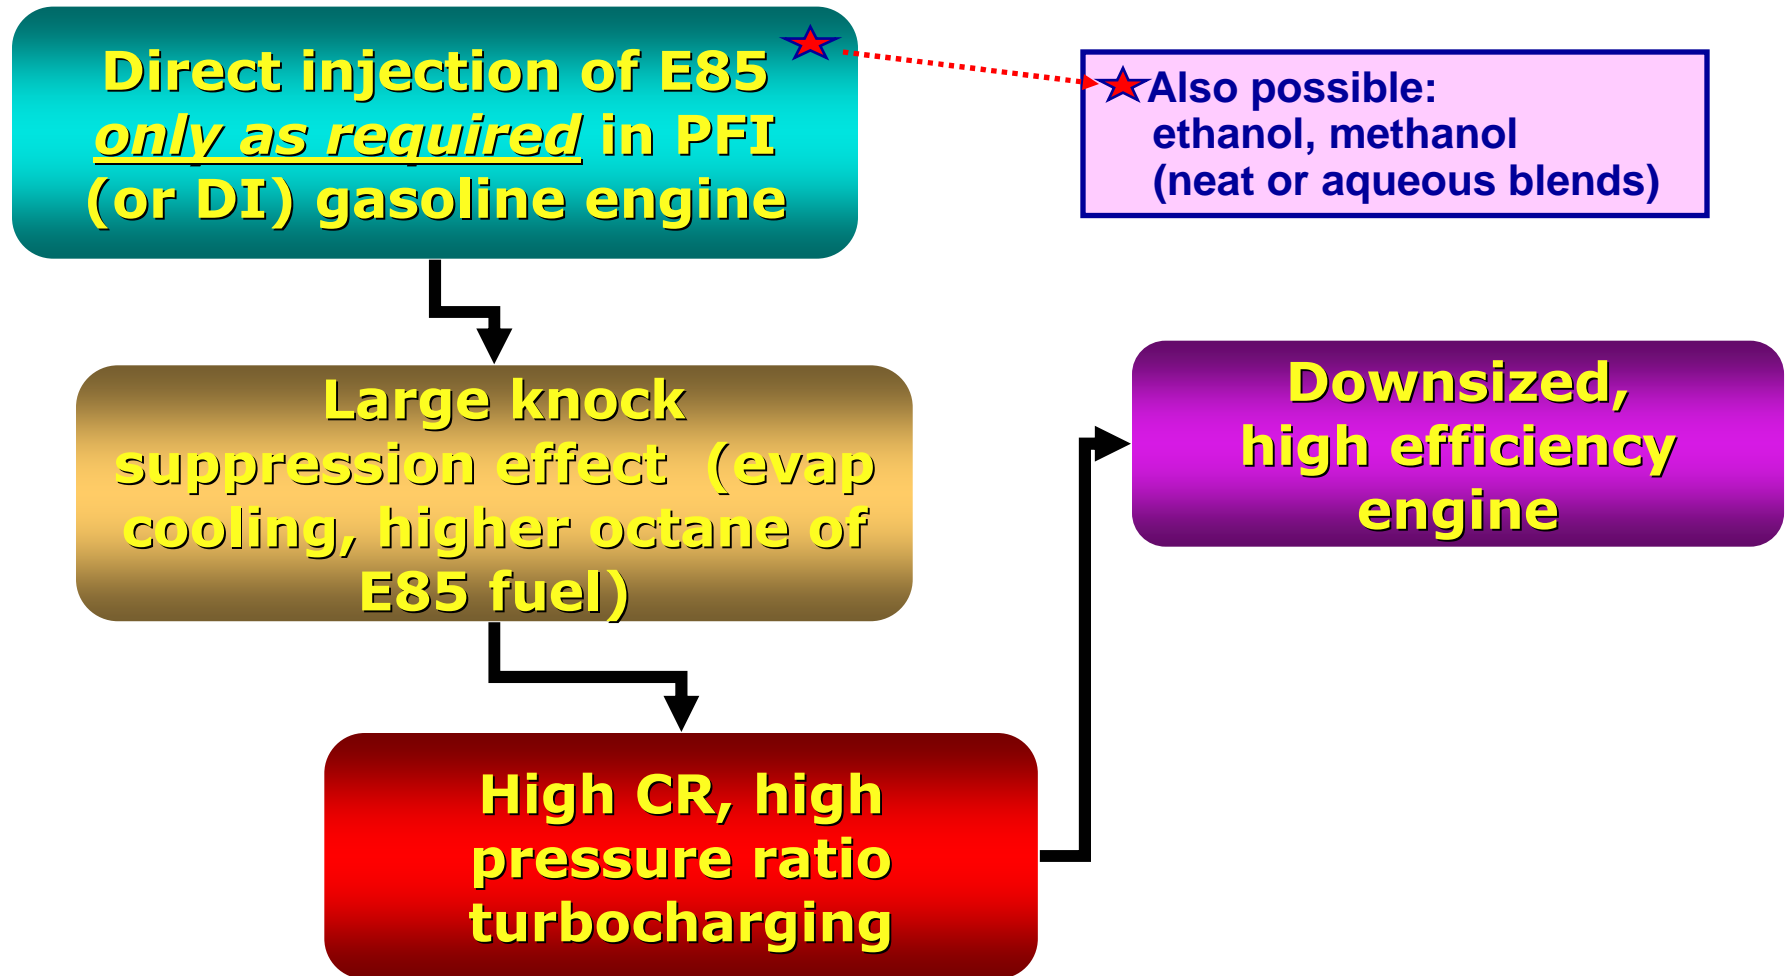 Direct injection of E85
only as required in PFI
(or DI) gasoline engine
Also possible:
ethanol, methanol
(neat or aqueous blends)
Large knock
suppression effect (evap
cooling, higher octane of
E85 fuel)
Downsized,
high efficiency
engine
High CR, high
pressure ratio
turbocharging